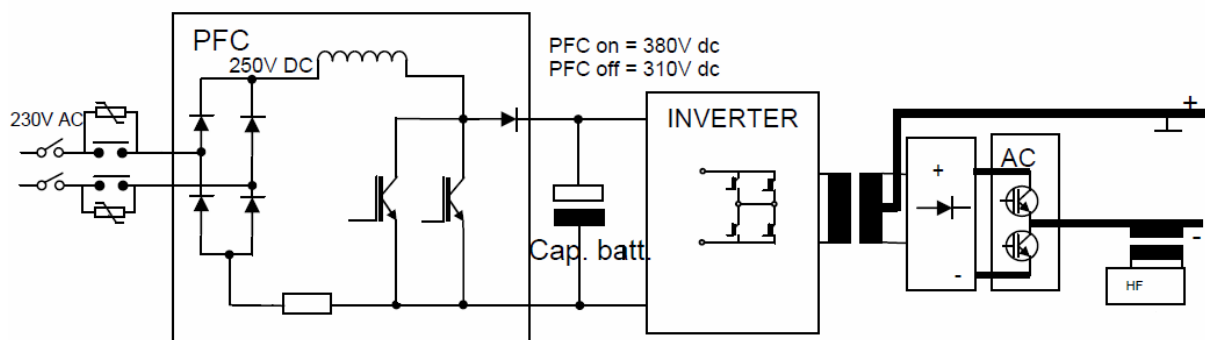 PFC
250V DC
PFC on = 380V dc
PFC off = 310V dc
230V AC
INVERTER
+
+
AC
Cap. batt.
-
-
HF